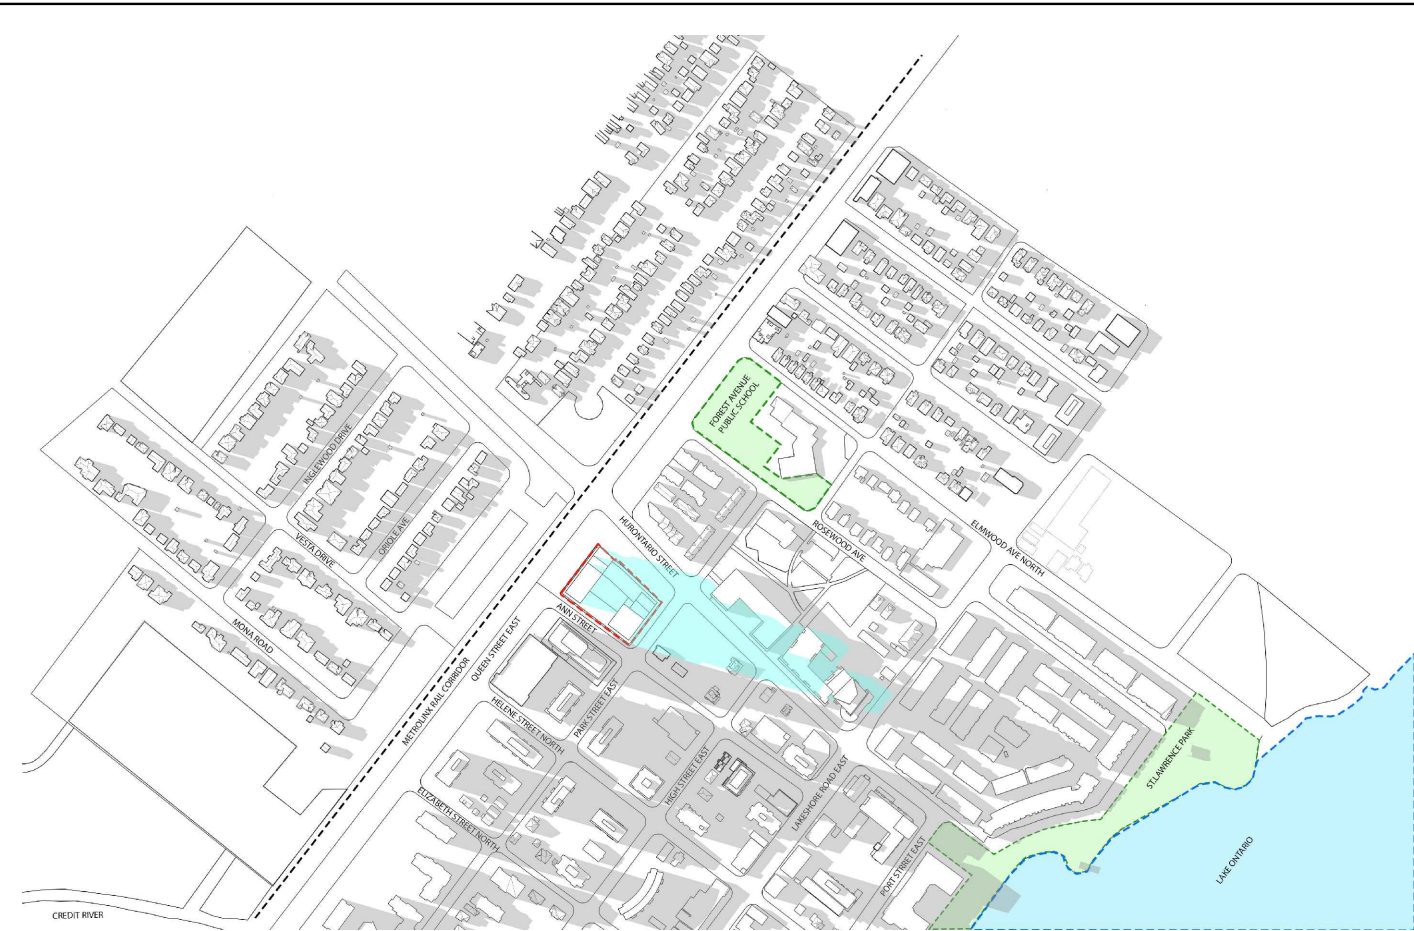 FOREST AVENUE
PUBLIC SCHOOL
INGLEWOOD DRIVE
HURONTARIO STREET
ROSEWOOD AVE
ELMWOOD AVE NORTH
ORIOLE AVE
VESTA DRIVE
MONA ROAD
ANN STREET
QUEEN STREET EAST
METROLINX RAIL CORRIDOR
PARK STREET EAST
HELENE STREET NORTH
HIGH STREET EAST
ST.LAWRENCE PARK
LAKESHORE ROAD EAST
ELIZABETH STREET NORTH
PORT STRRET EAST
LAKE ONTARIO
CREDIT RIVER